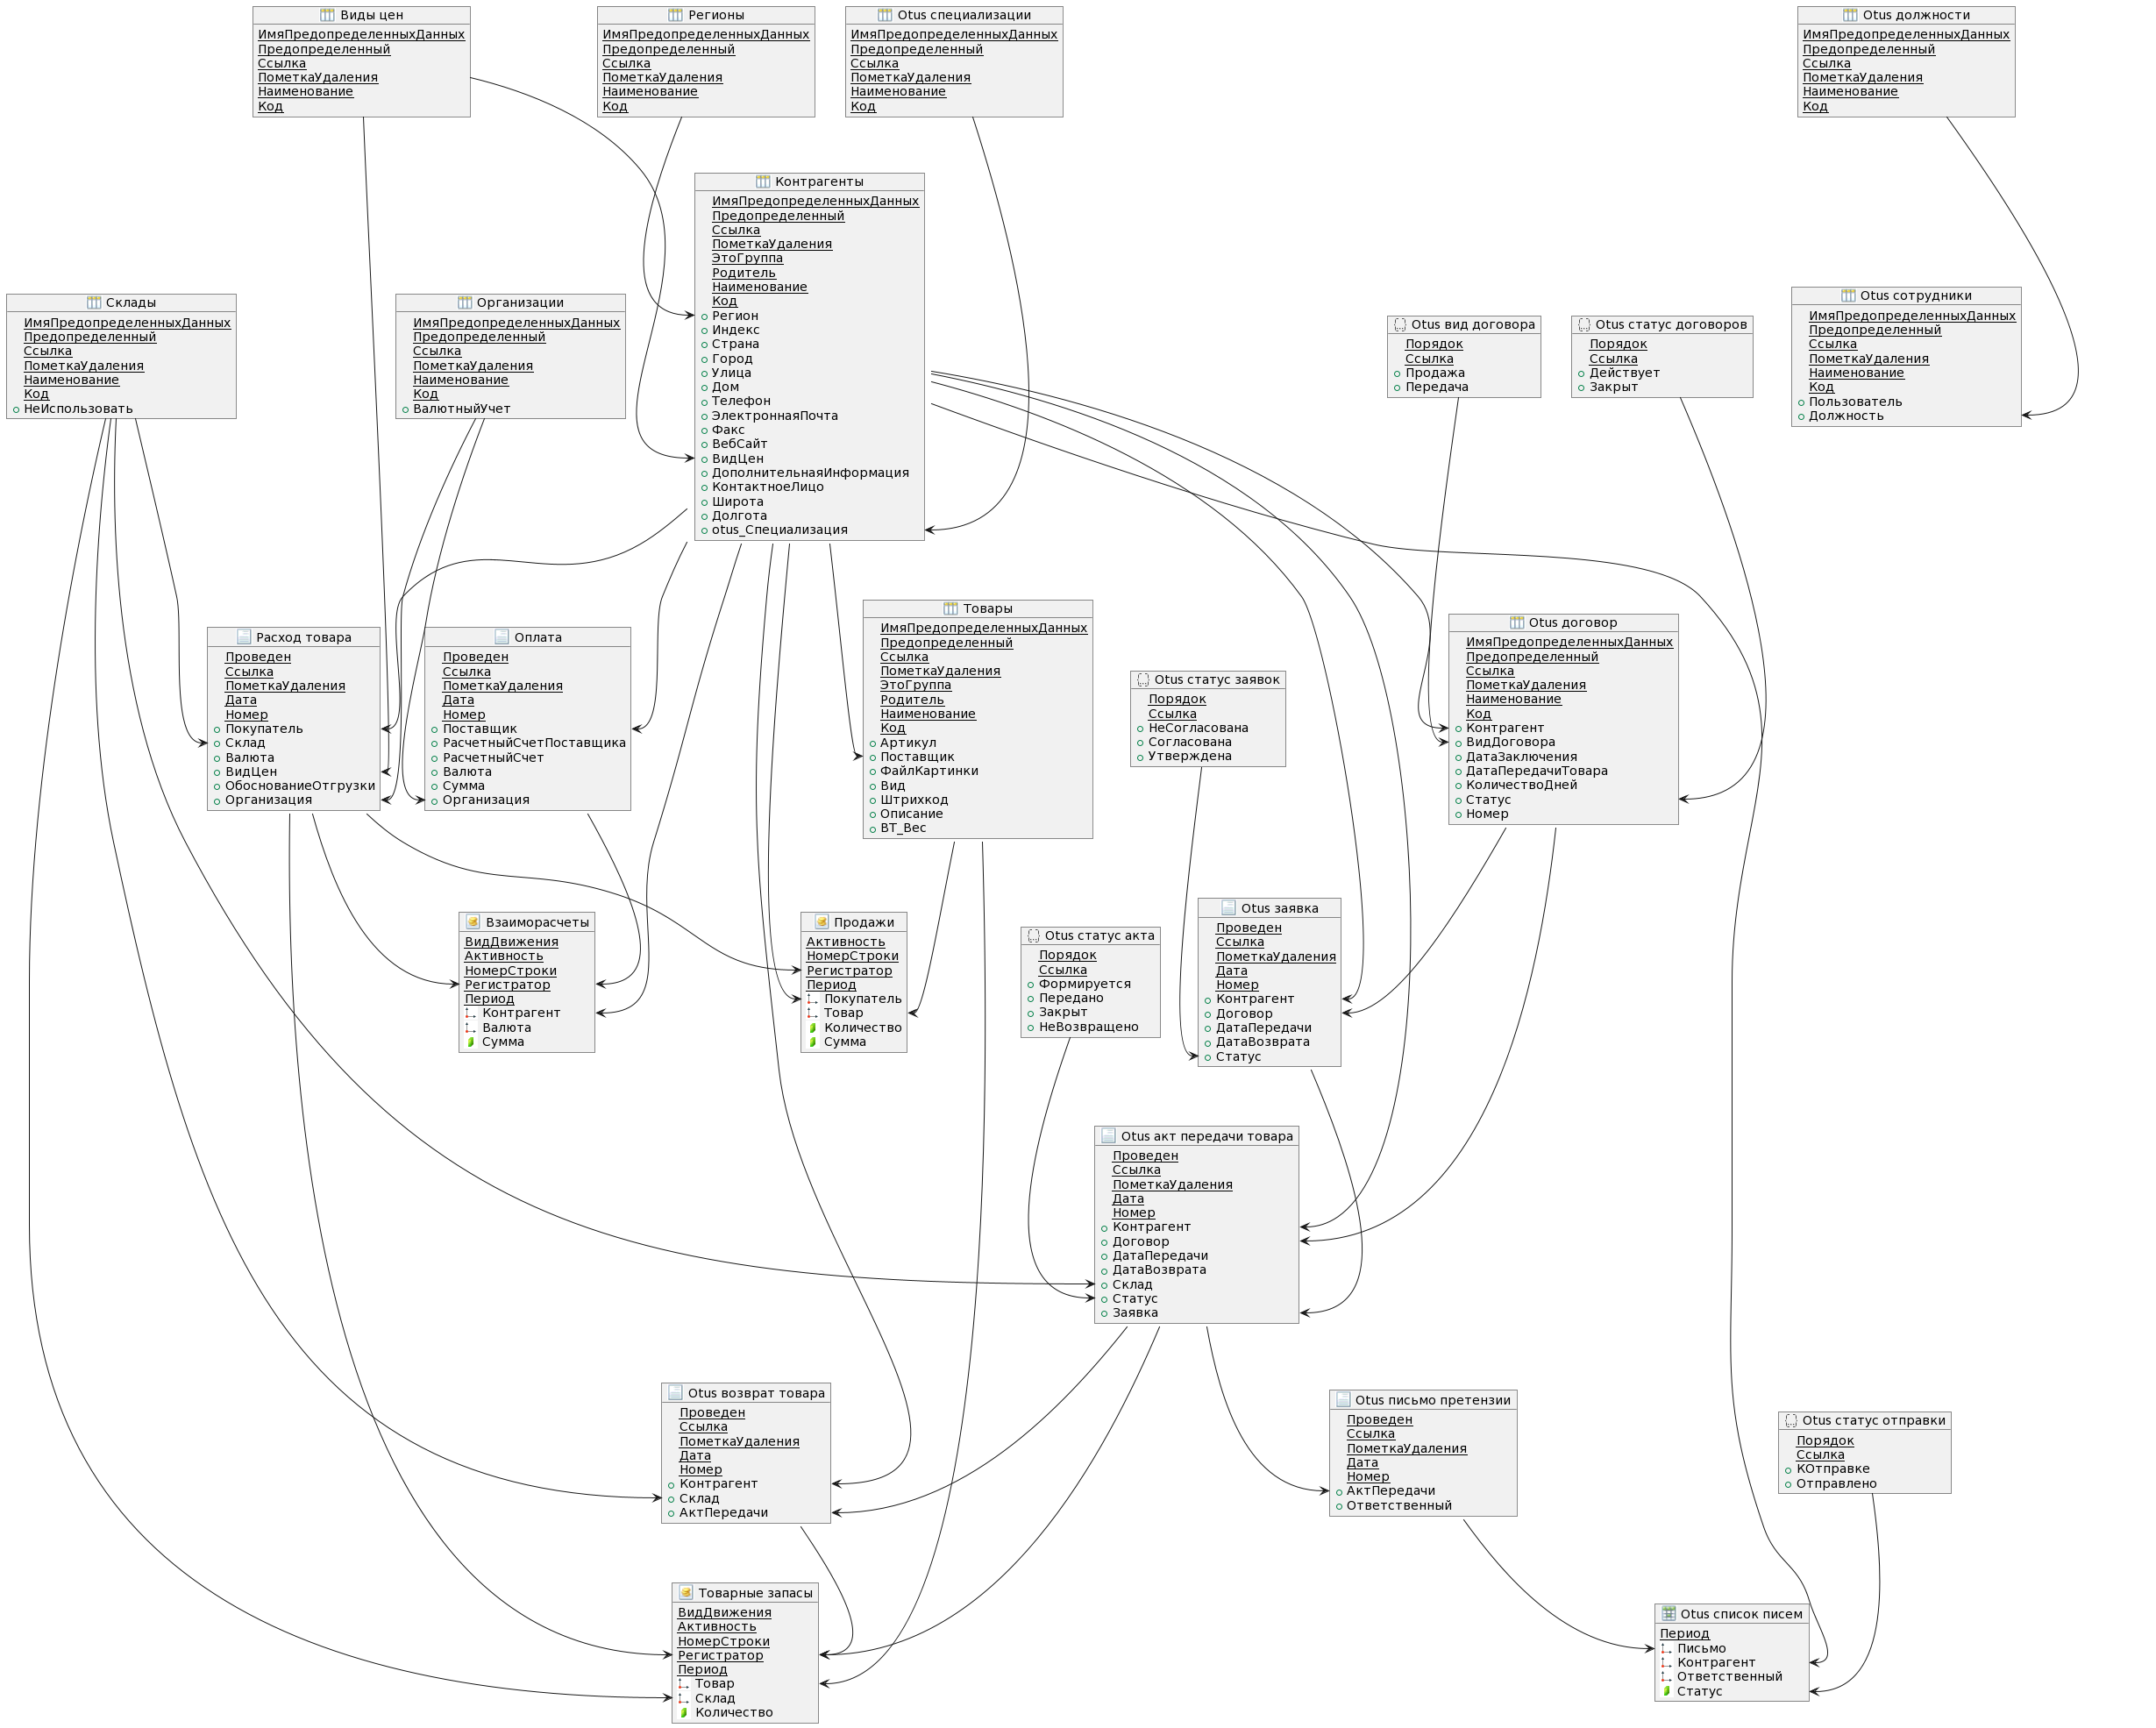 Виды цен
ИмяПредопределенныхДанных
Предопределенный
Ссылка
ПометкаУдаления
Наименование
Код
Регионы
ИмяПредопределенныхДанных
Предопределенный
Ссылка
ПометкаУдаления
Наименование
Код
Otus специализации
ИмяПредопределенныхДанных
Предопределенный
Ссылка
ПометкаУдаления
Наименование
Код
Otus должности
ИмяПредопределенныхДанных
Предопределенный
Ссылка
ПометкаУдаления
Наименование
Код
Контрагенты
ИмяПредопределенныхДанных
Предопределенный
Ссылка
ПометкаУдаления
ЭтоГруппа
Родитель
Наименование
Код
Регион
Индекс
Страна
Город
Улица
Дом
Телефон
ЭлектроннаяПочта
Факс
ВебСайт
ВидЦен
ДополнительнаяИнформация
КонтактноеЛицо
Широта
Долгота
otus_Специализация
Склады
ИмяПредопределенныхДанных
Предопределенный
Ссылка
ПометкаУдаления
Наименование
Код
НеИспользовать
Организации
ИмяПредопределенныхДанных
Предопределенный
Ссылка
ПометкаУдаления
Наименование
Код
ВалютныйУчет
Otus вид договора
Порядок
Ссылка
Продажа
Передача
Otus статус договоров
Порядок
Ссылка
Действует
Закрыт
Otus сотрудники
ИмяПредопределенныхДанных
Предопределенный
Ссылка
ПометкаУдаления
Наименование
Код
Пользователь
Должность
Расход товара
Проведен
Ссылка
ПометкаУдаления
Дата
Номер
Покупатель
Склад
Валюта
ВидЦен
ОбоснованиеОтгрузки
Организация
Оплата
Проведен
Ссылка
ПометкаУдаления
Дата
Номер
Поставщик
РасчетныйСчетПоставщика
РасчетныйСчет
Валюта
Сумма
Организация
Товары
ИмяПредопределенныхДанных
Предопределенный
Ссылка
ПометкаУдаления
ЭтоГруппа
Родитель
Наименование
Код
Артикул
Поставщик
ФайлКартинки
Вид
Штрихкод
Описание
ВТ_Вес
Otus статус заявок
Порядок
Ссылка
НеСогласована
Согласована
Утверждена
Otus договор
ИмяПредопределенныхДанных
Предопределенный
Ссылка
ПометкаУдаления
Наименование
Код
Контрагент
ВидДоговора
ДатаЗаключения
ДатаПередачиТовара
КоличествоДней
Статус
Номер
Взаиморасчеты
ВидДвижения
Активность
НомерСтроки
Регистратор
Период
Контрагент
Валюта
Сумма
Продажи
Активность
НомерСтроки
Регистратор
Период
Покупатель
Товар
Количество
Сумма
Otus статус акта
Порядок
Ссылка
Формируется
Передано
Закрыт
НеВозвращено
Otus заявка
Проведен
Ссылка
ПометкаУдаления
Дата
Номер
Контрагент
Договор
ДатаПередачи
ДатаВозврата
Статус
Otus акт передачи товара
Проведен
Ссылка
ПометкаУдаления
Дата
Номер
Контрагент
Договор
ДатаПередачи
ДатаВозврата
Склад
Статус
Заявка
Otus возврат товара
Проведен
Ссылка
ПометкаУдаления
Дата
Номер
Контрагент
Склад
АктПередачи
Otus письмо претензии
Проведен
Ссылка
ПометкаУдаления
Дата
Номер
АктПередачи
Ответственный
Otus статус отправки
Порядок
Ссылка
КОтправке
Отправлено
Товарные запасы
ВидДвижения
Активность
НомерСтроки
Регистратор
Период
Товар
Склад
Количество
Otus список писем
Период
Письмо
Контрагент
Ответственный
Статус